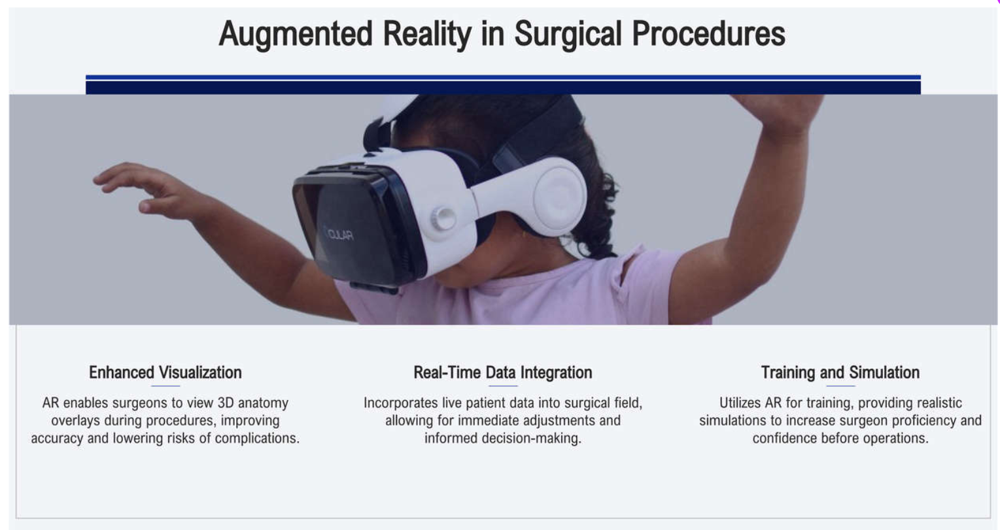 Augmented Reality in Surgical Procedures
OCULAR
Enhanced Visualization
AR enables surgeons to view 3D anatomy
overlays during procedures, improving
accuracy and lowering risks of complications.
Real-Time Data Integration
Incorporates live patient data into surgical field,
allowing for immediate adjustments and
informed decision-making.
Training and Simulation
Utilizes AR for training, providing realistic
simulations to increase surgeon proficiency and
confidence before operations.